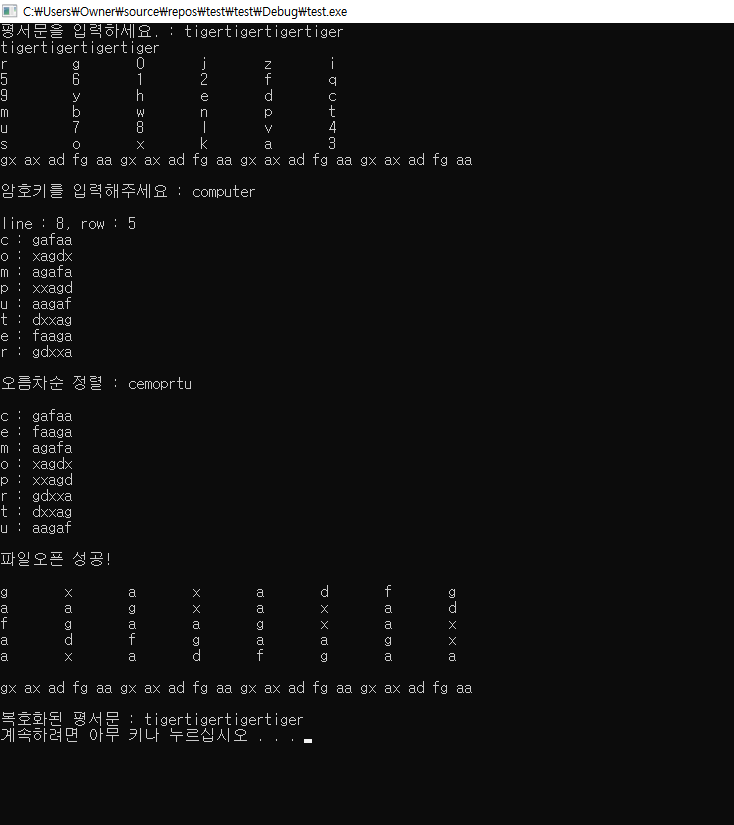 C:₩Users₩Owner₩source₩repos₩test₩test₩Debug₩test.exe
평서문을 입력하세요. : tigertigertigertiger
tigertigertigertiger
r g 0 j z i
5 6 1 2 f q
9 y h e d c
m b w n p t
u 7 8 l v 4
s o x k a 3
gx ax ad fg aa gx ax ad fg aa gx ax ad fg aa gx ax ad fg aa
암호키를 입력해주세요 : computer
line : 8, row : 5
c : gafaa
o : xagdx
m : agafa
p : xxagd
u : aagaf
t : dxxag
e : faaga
r : gdxxa
오름차순 정렬 : cemoprtu
c : gafaa
e : faaga
m : agafa
o : xagdx
p : xxagd
r : gdxxa
t : dxxag
u : aagaf
파일오픈 성공!
g x a x a d f g
a a g x a x a d
f g a a g x a x
a d f g a a g x
a x a d f g a a
gx ax ad fg aa gx ax ad fg aa gx ax ad fg aa gx ax ad fg aa
복호화된 평서문 : tigertigertigertiger
계속하려면 아무 키나 누르십시오 . . .